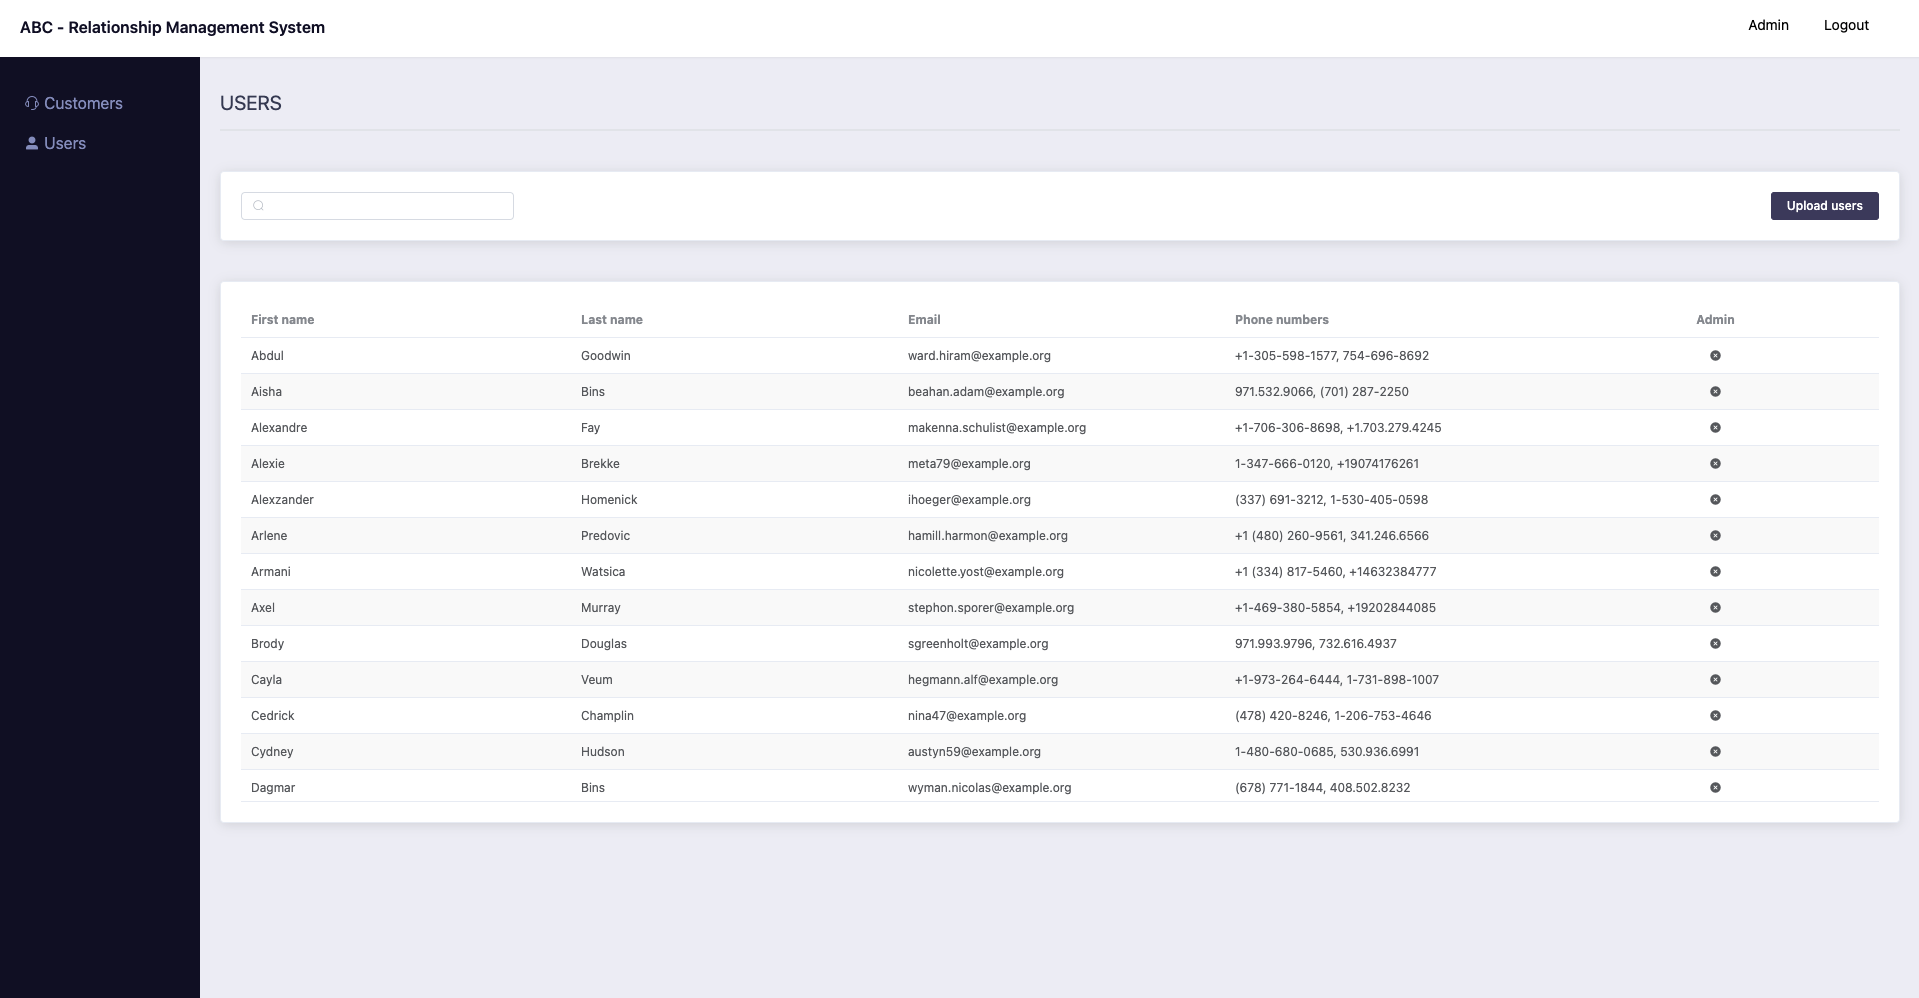 ABC - Relationship Management System
Admin Logout
Customers
Users
USERS
Upload users
First name Last name Email Phone numbers Admin
Abdul Goodwin ward.hiram@example.org +1-305-598-1577, 754-696-8692
Aisha Bins beahan.adam@example.org 971.532.9066, (701) 287-2250
Alexandre Fay makenna.schulist@example.org +1-706-306-8698, +1.703.279.4245
Alexie Brekke meta79@example.org 1-347-666-0120, +19074176261
Alexzander Homenick ihoeger@example.org (337) 691-3212, 1-530-405-0598
Arlene Predovic hamill.harmon@example.org +1 (480) 260-9561, 341.246.6566
Armani Watsica nicolette.yost@example.org +1 (334) 817-5460, +14632384777
Axel Murray stephon.sporer@example.org +1-469-380-5854, +19202844085
Brody Douglas sgreenholt@example.org 971.993.9796, 732.616.4937
Cayla Veum hegmann.alf@example.org +1-973-264-6444, 1-731-898-1007
Cedrick Champlin nina47@example.org (478) 420-8246, 1-206-753-4646
Cydney Hudson austyn59@example.org 1-480-680-0685, 530.936.6991
Dagmar Bins wyman.nicolas@example.org (678) 771-1844, 408.502.8232